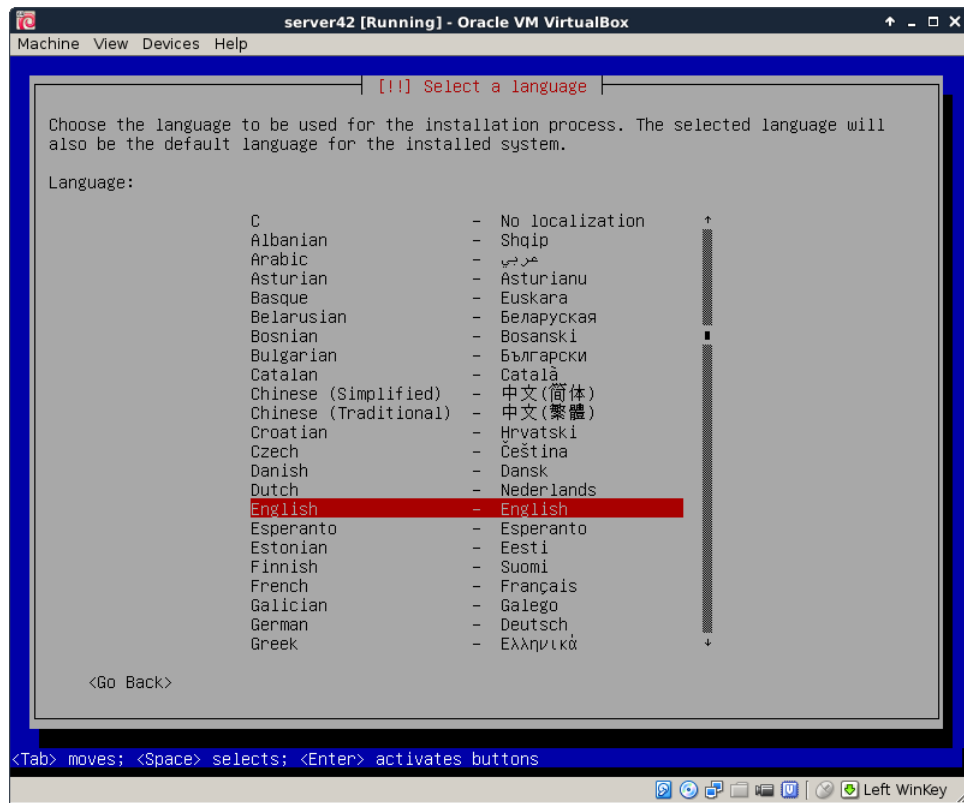 server42 [Running] - Oracle VM VirtualBox
Machine View Devices Help
[!!] Select a language
Choose the language to be used for the installation process. The selected language will
also be the default language for the installed system.
Language:
C - No localization
Albanian - Shqip
Arabic - عربي
Asturian - Asturianu
Basque - Euskara
Belarusian - Беларуская
Bosnian - Bosanski
Bulgarian - Български
Catalan - Català
Chinese (Simplified) - 中文(简体)
Chinese (Traditional) - 中文(繁體)
Croatian - Hrvatski
Czech - Čeština
Danish - Dansk
Dutch - Nederlands
English - English
Esperanto - Esperanto
Estonian - Eesti
Finnish - Suomi
French - Français
Galician - Galego
German - Deutsch
Greek - Ελληνικά
<Go Back>
<Tab> moves; <Space> selects; <Enter> activates buttons
Left WinKey